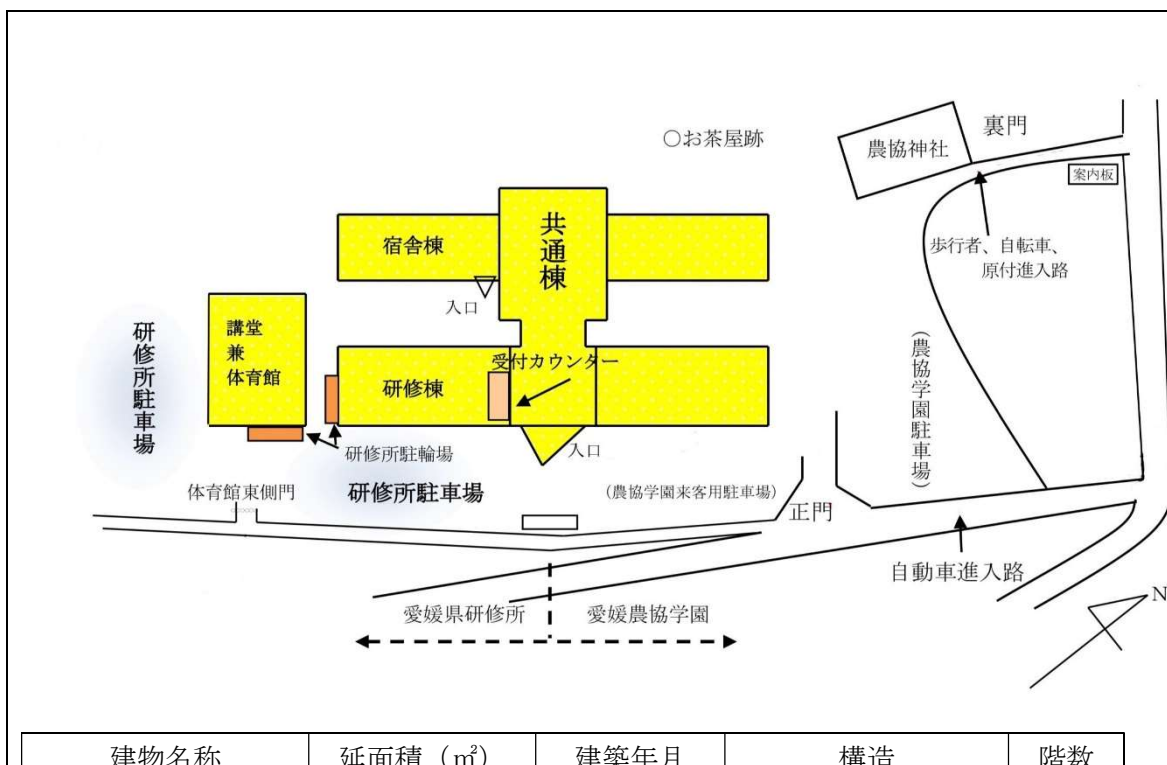 裏門
〇お茶屋跡
農協神社
案内板
共通棟
宿舎棟
歩行者、自転車、
原付進入路
入口
講堂
兼
体育館
研修所駐車場
受付カウンター
研修棟
(農協学園駐車場)
研修所駐輪場
入口
体育館東側門
研修所駐車場
(農協学園来客用駐車場)
正門
自動車進入路
愛媛県研修所
愛媛農協学園
N
建物名称 延面積（㎡） 建築年月 構造 階数